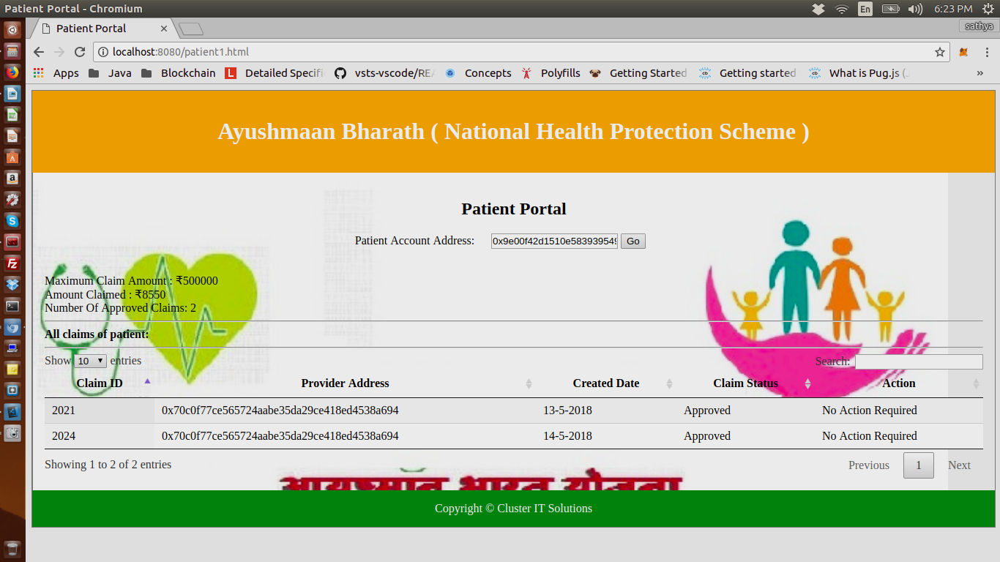 Patient Portal - Chromium
En
6:23 PM
Patient Portal
sathya
localhost:8080/patient1.html
Apps Java Blockchain Detailed Specifi vsts-vscode/REA Concepts Polyfills Getting Started Getting started What is Pug.js ( »
Ayushmaan Bharath ( National Health Protection Scheme )
Patient Portal
Patient Account Address: 0x9e00f42d1510e58393954 Go
Maximum Claim Amount : ₹500000
Amount Claimed : ₹8550
Number Of Approved Claims: 2
All claims of patient:
Show 10 entries Search:
Claim ID Provider Address Created Date Claim Status Action
2021 0x70c0f77ce565724aabe35da29ce418ed4538a694 13-5-2018 Approved No Action Required
2024 0x70c0f77ce565724aabe35da29ce418ed4538a694 14-5-2018 Approved No Action Required
Showing 1 to 2 of 2 entries Previous 1 Next
आयुष्मान भारत योजना
Copyright © Cluster IT Solutions